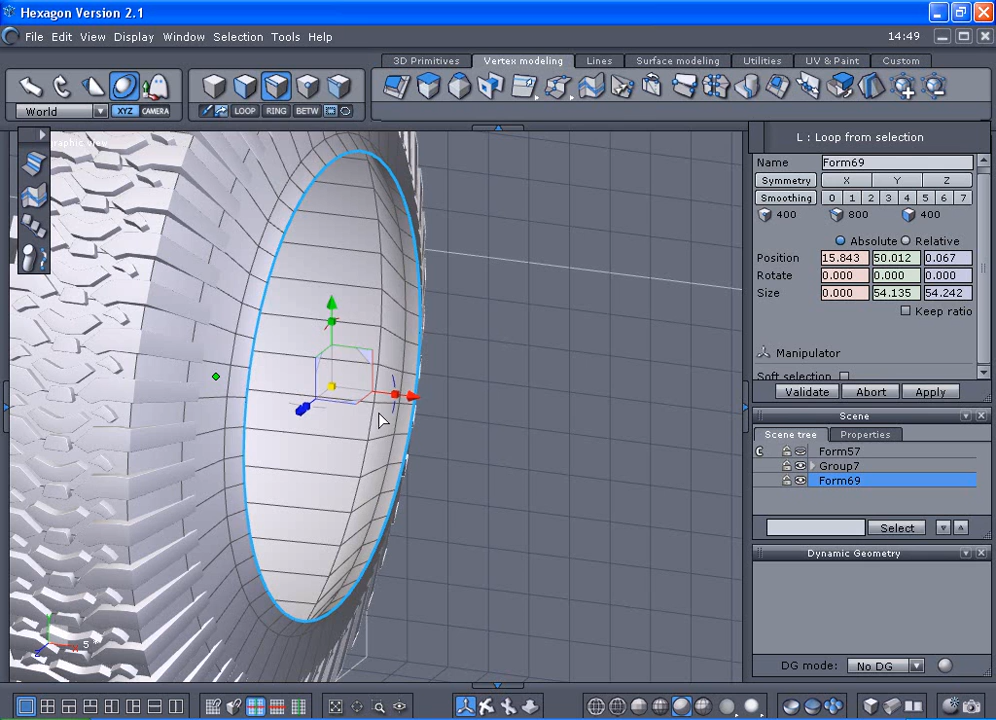 Hexagon Version 2.1
File Edit View Display Window Selection Tools Help
14:49
3D Primitives Vertex modeling Lines Surface modeling Utilities UV & Paint Custom
World XYZ CAMERA LOOP RING BETW
graphic view
L : Loop from selection
Name Form69
Symmetry X Y Z
Smoothing 0 1 2 3 4 5 6 7
400 800 400
Absolute Relative
Position 15.843 50.012 0.067
Rotate 0.000 0.000 0.000
Size 0.000 54.135 54.242
Keep ratio
Manipulator
Soft selection
Validate Abort Apply
Scene
Scene tree Properties
C Form57
Group7
Form69
Select
Dynamic Geometry
DG mode: No DG
5